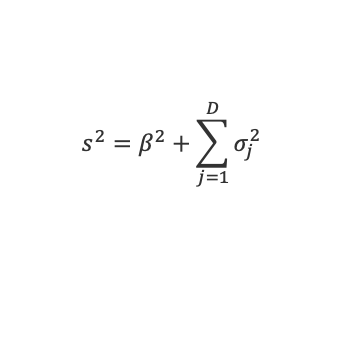 s² = β² + ∑_{j=1}^{D} σ_j²